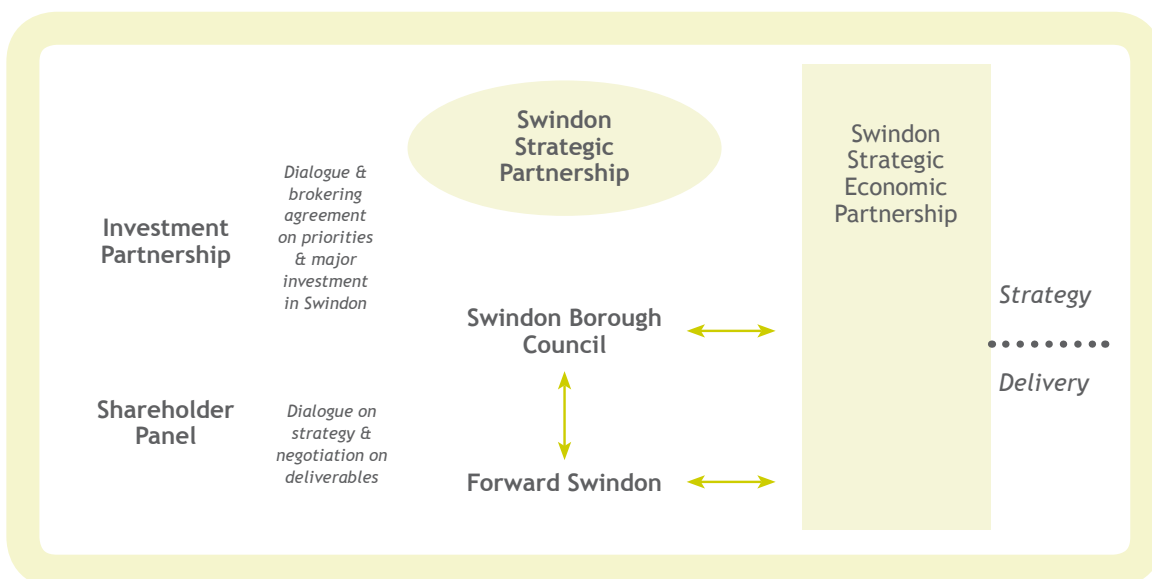 Swindon
Strategic
Partnership
Swindon
Strategic
Economic
Partnership
Investment
Partnership
Dialogue &
brokering
agreement
on priorities
& major
investment
in Swindon
Strategy
Swindon Borough
Council
Delivery
Shareholder
Panel
Dialogue on
strategy &
negotiation on
deliverables
Forward Swindon